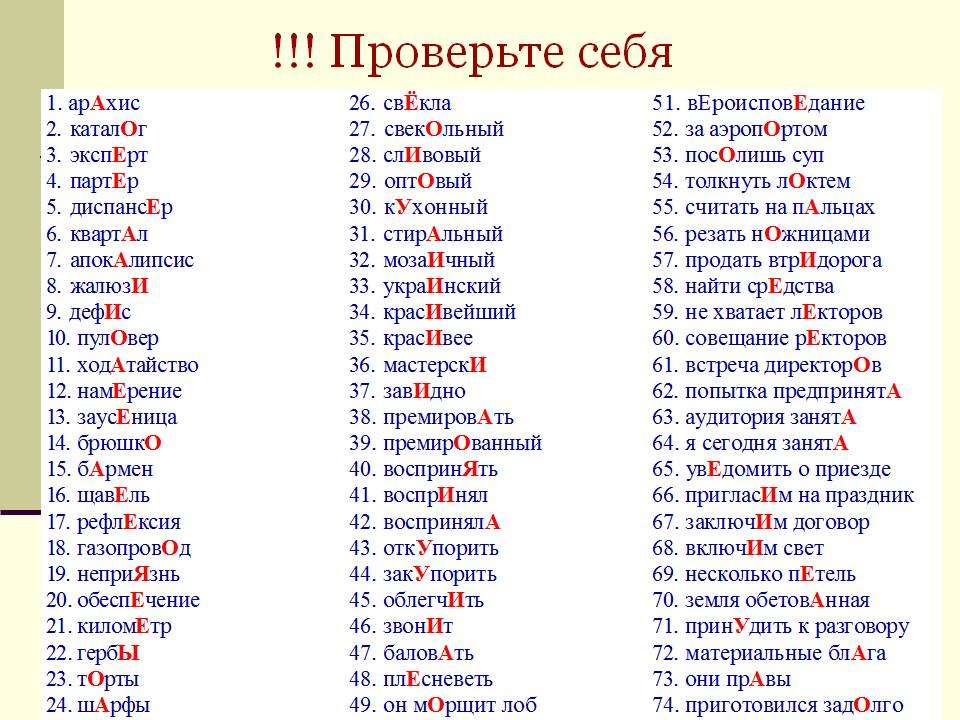 !!! Проверьте себя
1. арАхис
2. каталОг
3. экспЕрт
4. партЕр
5. диспансЕр
6. квартАл
7. апокАлипсис
8. жалюзИ
9. дефИс
10. пулОвер
11. ходАтайство
12. намЕрение
13. заусЕница
14. брюшкО
15. бАрмен
16. щавЕль
17. рефлЕксия
18. газопровОд
19. неприЯзнь
20. обеспЕчение
21. киломЕтр
22. гербЫ
23. тОрты
24. шАрфы
26. свЁкла
27. свекОльный
28. слИвовый
29. оптОвый
30. кУхонный
31. стирАльный
32. мозаИчный
33. украИнский
34. красИвейший
35. красИвее
36. мастерскИ
37. завИдно
38. премировАть
39. премирОванный
40. воспринЯть
41. воспрИнял
42. воспринялА
43. откУпорить
44. закУпорить
45. облегчИть
46. звонИт
47. баловАть
48. плЕсневеть
49. он мОрщит лоб
51. вЕроисповЕдание
52. за аэропОртом
53. посОлишь суп
54. толкнуть лОктем
55. считать на пАльцах
56. резать нОжницами
57. продать втрИдорога
58. найти срЕдства
59. не хватает лЕкторов
60. совещание рЕкторов
61. встреча директорОв
62. попытка предпринятА
63. аудитория занятА
64. я сегодня занятА
65. увЕдомить о приезде
66. пригласИм на праздник
67. заключИм договор
68. включИм свет
69. несколько пЕтель
70. земля обетовАнная
71. принУдить к разговору
72. материальные блАга
73. они прАвы
74. приготовился задОлго